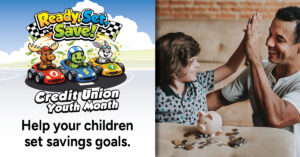 Ready, Set,
Save!
Credit Union
Youth Month
Help your children
set savings goals.